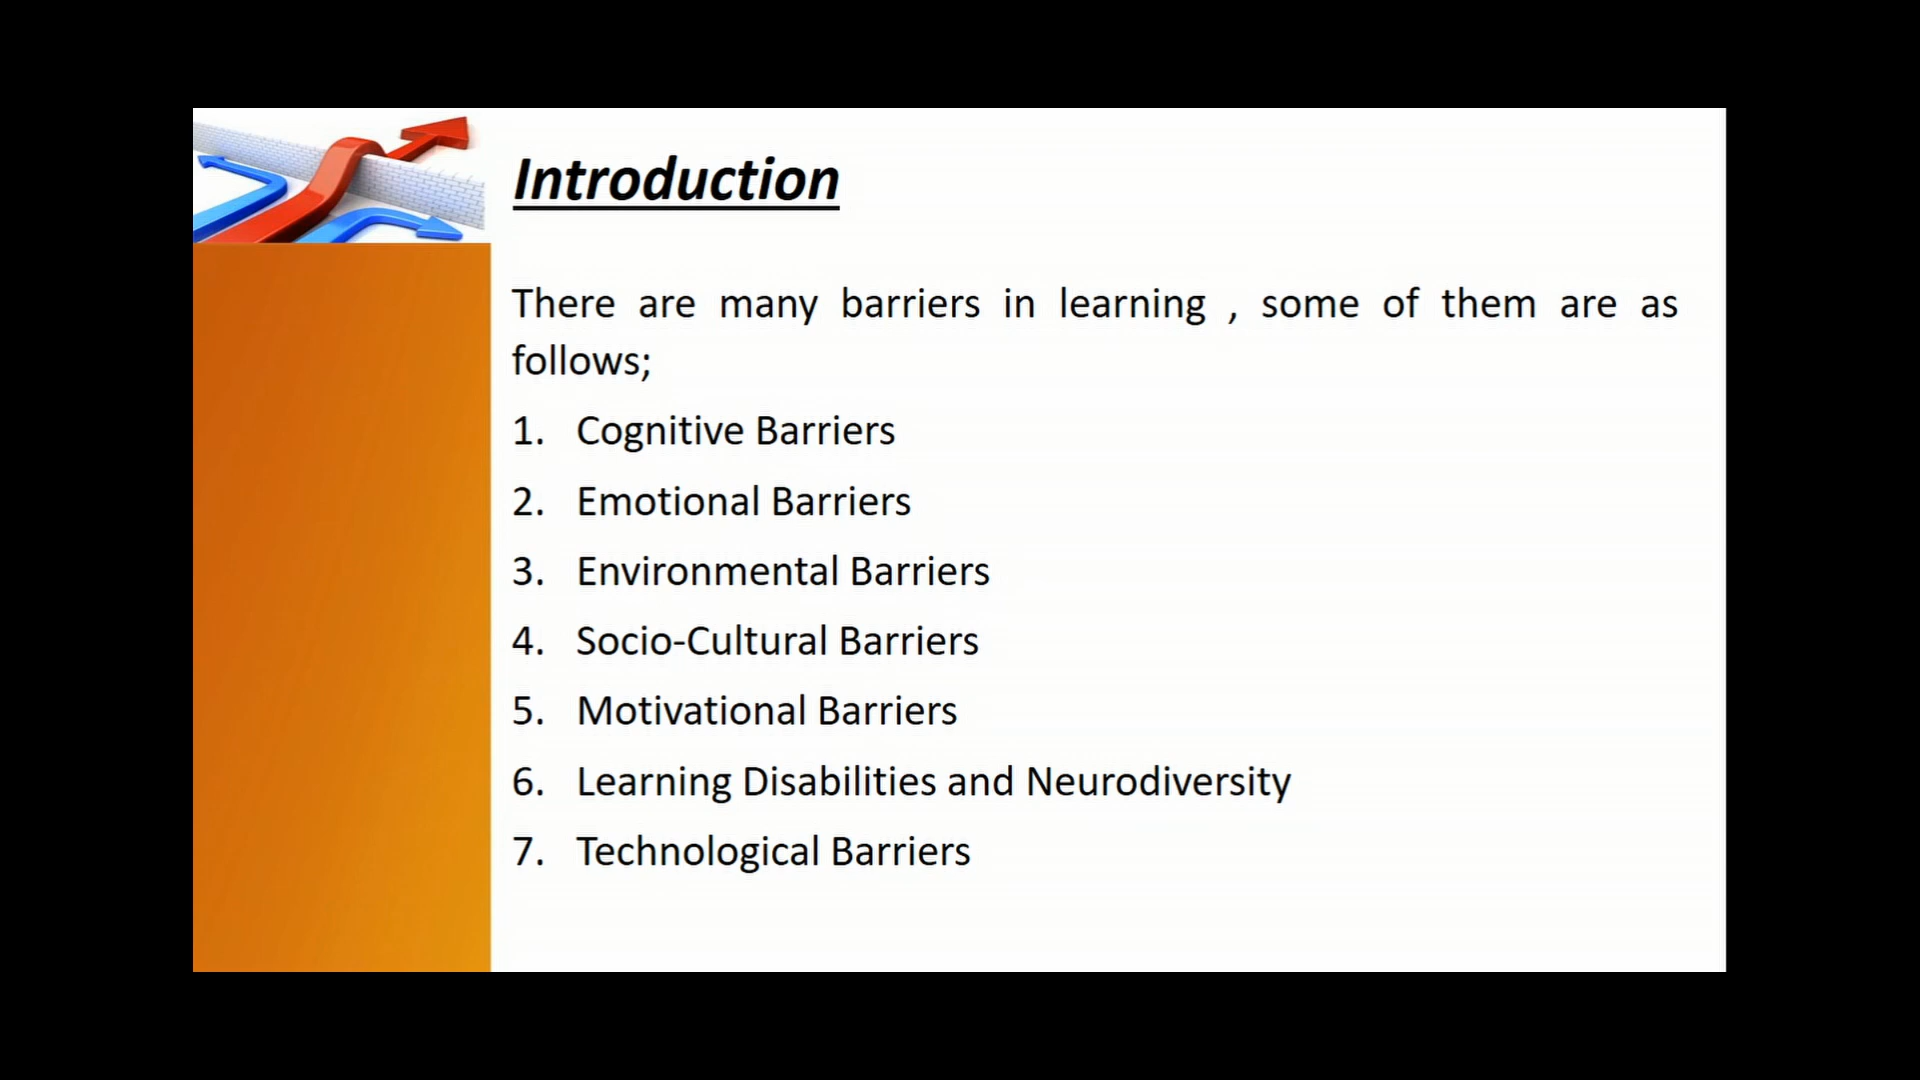 Introduction
There are many barriers in learning , some of them are as
follows;
1. Cognitive Barriers
2. Emotional Barriers
3. Environmental Barriers
4. Socio-Cultural Barriers
5. Motivational Barriers
6. Learning Disabilities and Neurodiversity
7. Technological Barriers